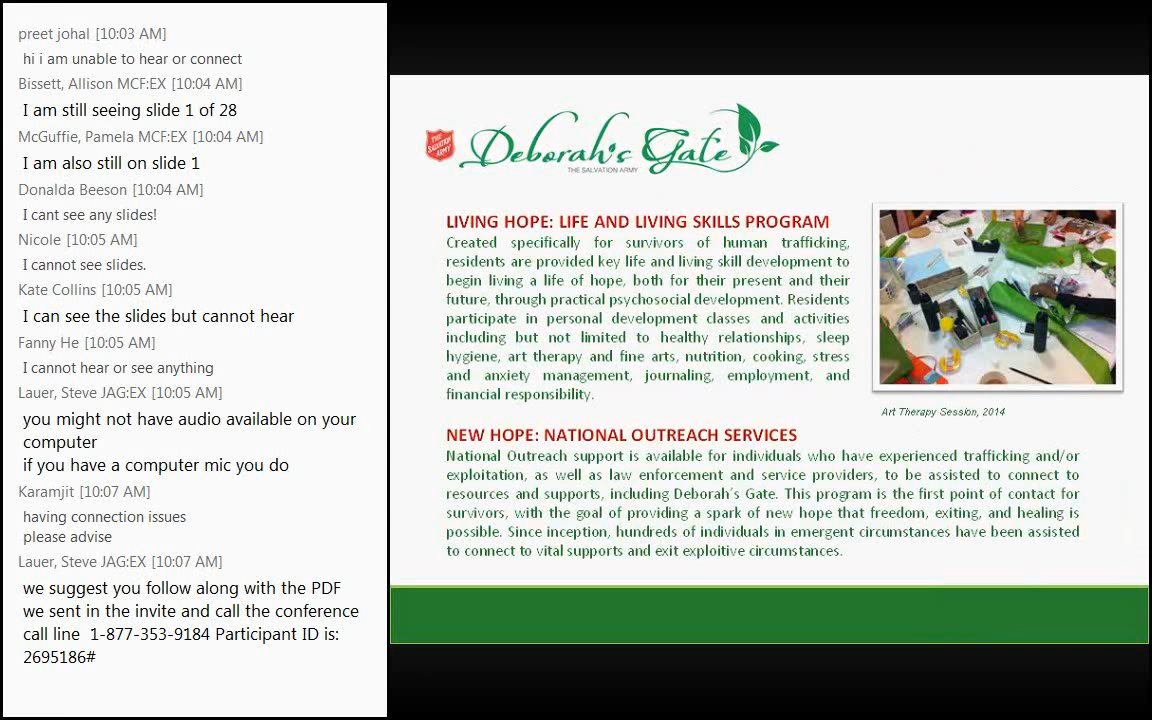 preet johal [10:03 AM]
hi i am unable to hear or connect
Bissett, Allison MCF:EX [10:04 AM]
I am still seeing slide 1 of 28
McGuffie, Pamela MCF:EX [10:04 AM]
I am also still on slide 1
Donalda Beeson [10:04 AM]
I cant see any slides!
Nicole [10:05 AM]
I cannot see slides.
Kate Collins [10:05 AM]
I can see the slides but cannot hear
Fanny He [10:05 AM]
I cannot hear or see anything
Lauer, Steve JAG:EX [10:05 AM]
you might not have audio available on your
computer
if you have a computer mic you do
Karamjit [10:07 AM]
having connection issues
please advise
Lauer, Steve JAG:EX [10:07 AM]
we suggest you follow along with the PDF
we sent in the invite and call the conference
call line 1-877-353-9184 Participant ID is:
2695186#
THE
SALVATION
ARMY
Deborah's Gate
THE SALVATION ARMY
LIVING HOPE: LIFE AND LIVING SKILLS PROGRAM
Created specifically for survivors of human trafficking,
residents are provided key life and living skill development to
begin living a life of hope, both for their present and their
future, through practical psychosocial development. Residents
participate in personal development classes and activities
including but not limited to healthy relationships, sleep
hygiene, art therapy and fine arts, nutrition, cooking, stress
and anxiety management, journaling, employment, and
financial responsibility.
Art Therapy Session, 2014
NEW HOPE: NATIONAL OUTREACH SERVICES
National Outreach support is available for individuals who have experienced trafficking and/or
exploitation, as well as law enforcement and service providers, to be assisted to connect to
resources and supports, including Deborah's Gate. This program is the first point of contact for
survivors, with the goal of providing a spark of new hope that freedom, exiting, and healing is
possible. Since inception, hundreds of individuals in emergent circumstances have been assisted
to connect to vital supports and exit exploitive circumstances.